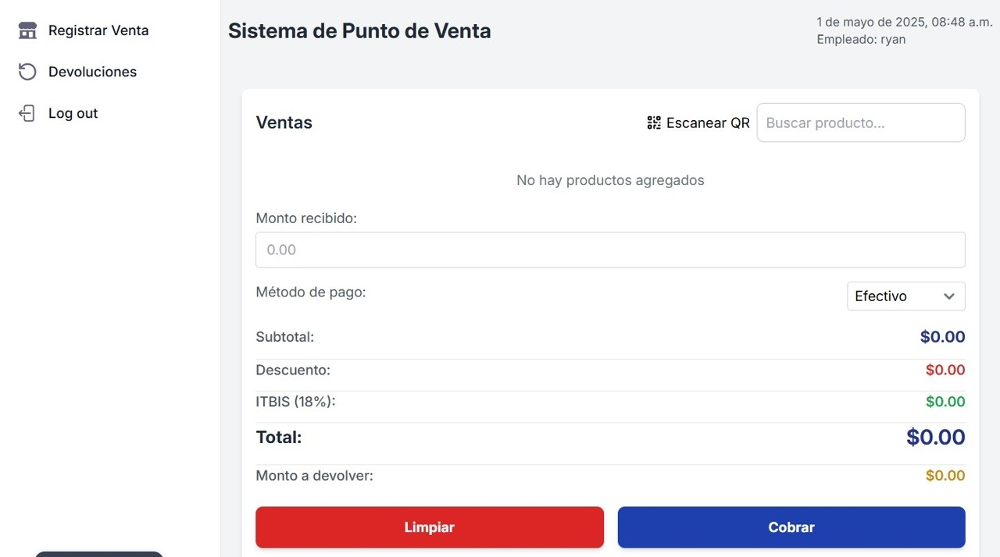 Registrar Venta
Devoluciones
Log out
Sistema de Punto de Venta
1 de mayo de 2025, 08:48 a.m.
Empleado: ryan
Ventas
Escanear QR
Buscar producto...
No hay productos agregados
Monto recibido:
0.00
Método de pago:
Efectivo
Subtotal: $0.00
Descuento: $0.00
ITBIS (18%): $0.00
Total: $0.00
Monto a devolver: $0.00
Limpiar
Cobrar